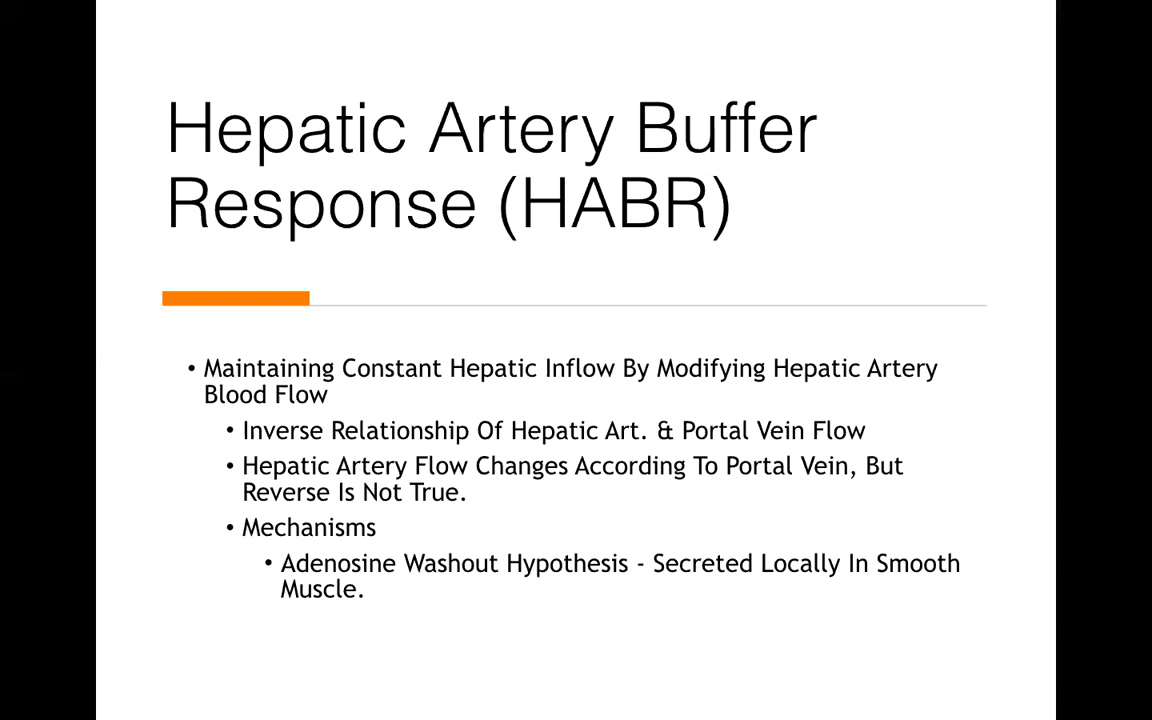 Hepatic Artery Buffer
Response (HABR)
• Maintaining Constant Hepatic Inflow By Modifying Hepatic Artery
Blood Flow
• Inverse Relationship Of Hepatic Art. & Portal Vein Flow
• Hepatic Artery Flow Changes According To Portal Vein, But
Reverse Is Not True.
• Mechanisms
• Adenosine Washout Hypothesis - Secreted Locally In Smooth
Muscle.